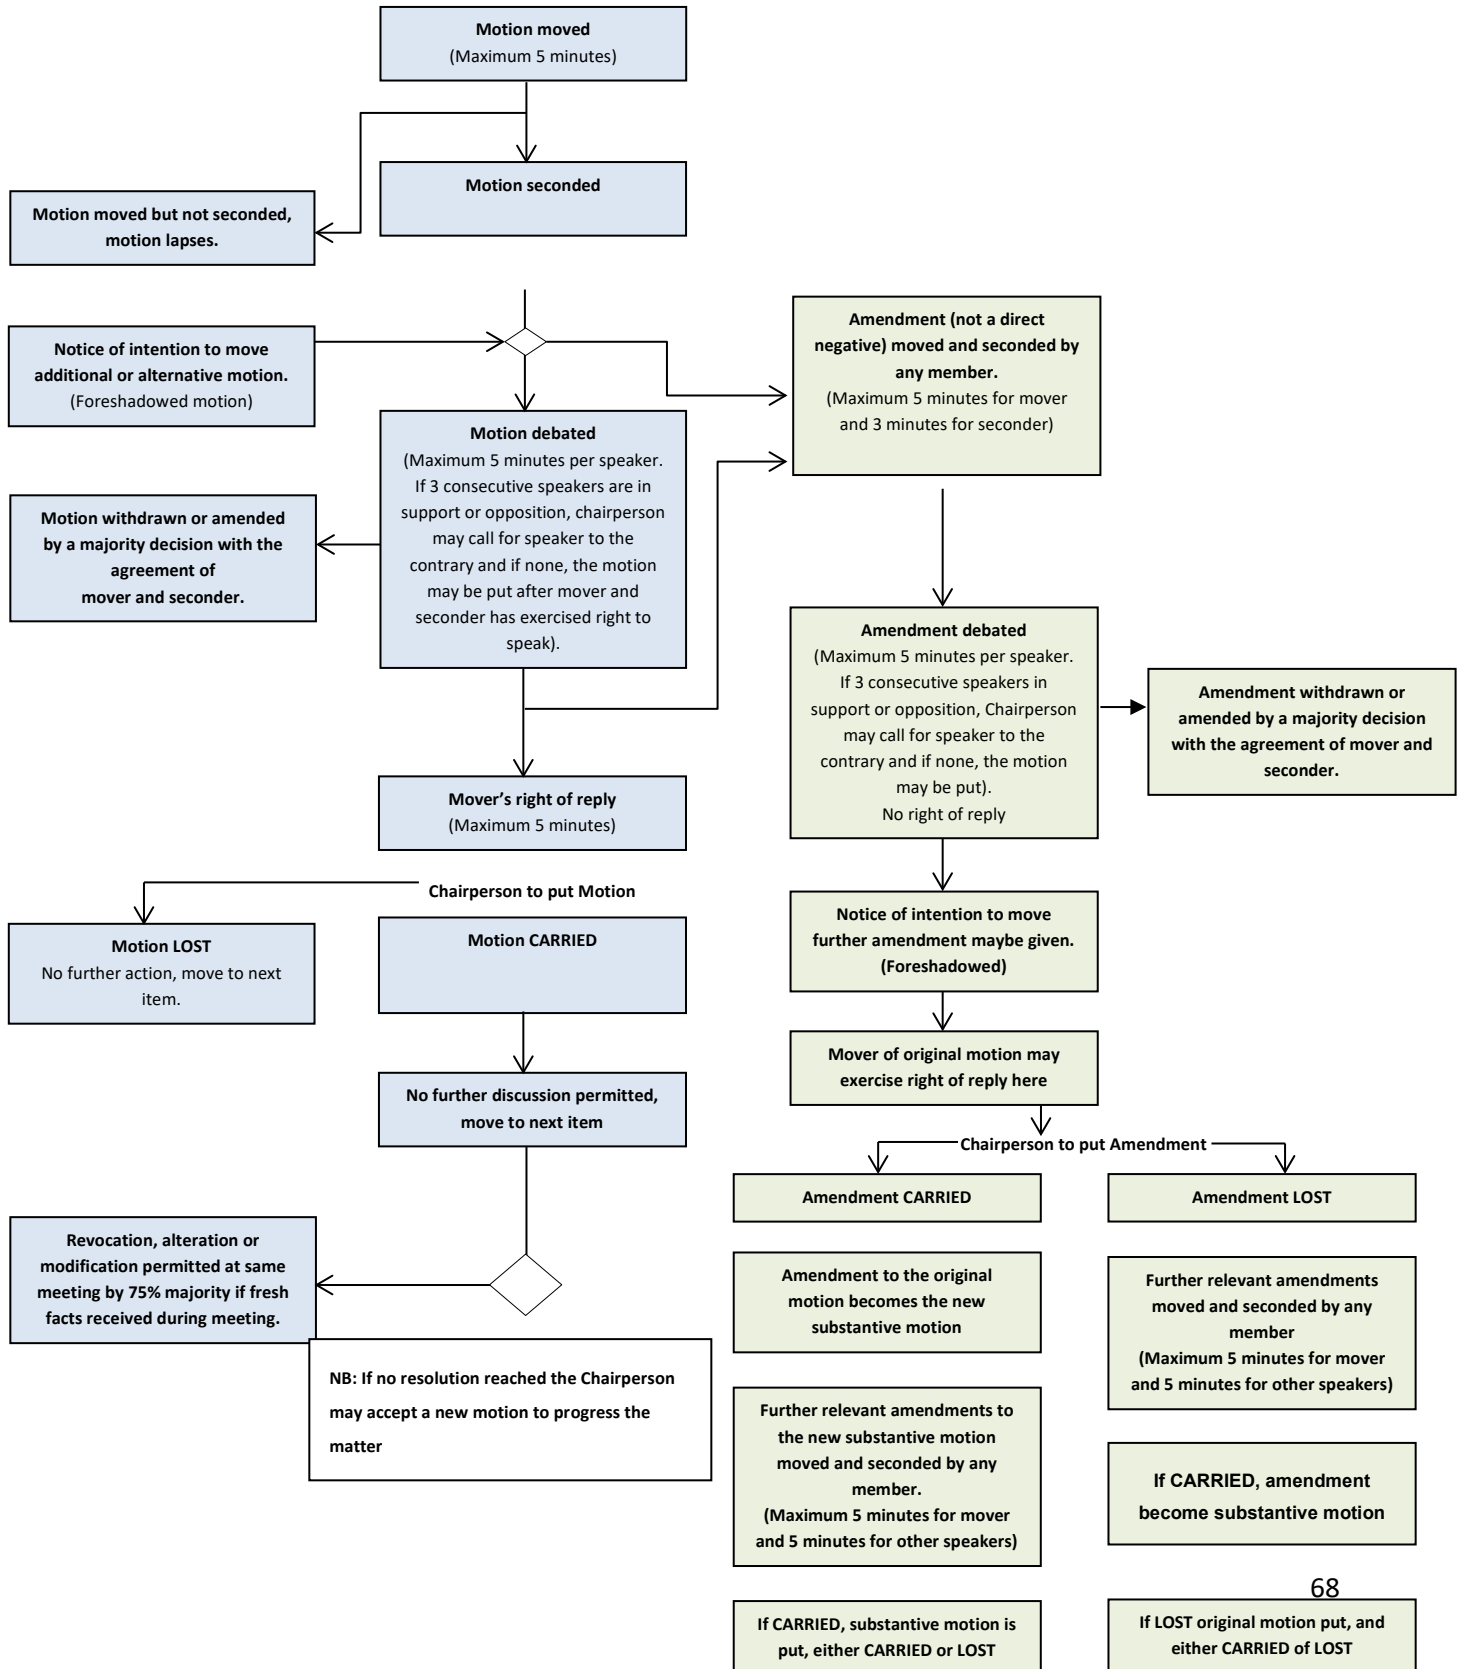 Motion moved
(Maximum 5 minutes)
Motion seconded
Motion moved but not seconded,
motion lapses.
Notice of intention to move
additional or alternative motion.
(Foreshadowed motion)
Amendment (not a direct
negative) moved and seconded by
any member.
(Maximum 5 minutes for mover
and 3 minutes for seconder)
Motion debated
(Maximum 5 minutes per speaker.
If 3 consecutive speakers are in
support or opposition, chairperson
may call for speaker to the
contrary and if none, the motion
may be put after mover and
seconder has exercised right to
speak).
Motion withdrawn or amended
by a majority decision with the
agreement of
mover and seconder.
Amendment debated
(Maximum 5 minutes per speaker.
If 3 consecutive speakers in
support or opposition, Chairperson
may call for speaker to the
contrary and if none, the motion
may be put).
No right of reply
Amendment withdrawn or
amended by a majority decision
with the agreement of mover and
seconder.
Mover’s right of reply
(Maximum 5 minutes)
Chairperson to put Motion
Motion LOST
No further action, move to next
item.
Motion CARRIED
Notice of intention to move
further amendment maybe given.
(Foreshadowed)
Mover of original motion may
exercise right of reply here
No further discussion permitted,
move to next item
Chairperson to put Amendment
Amendment CARRIED
Amendment LOST
Revocation, alteration or
modification permitted at same
meeting by 75% majority if fresh
facts received during meeting.
Amendment to the original
motion becomes the new
substantive motion
Further relevant amendments
moved and seconded by any
member
(Maximum 5 minutes for mover
and 5 minutes for other speakers)
NB: If no resolution reached the Chairperson
may accept a new motion to progress the
matter
Further relevant amendments to
the new substantive motion
moved and seconded by any
member.
(Maximum 5 minutes for mover
and 5 minutes for other speakers)
If CARRIED, amendment
become substantive motion
68
If CARRIED, substantive motion is
put, either CARRIED or LOST
If LOST original motion put, and
either CARRIED of LOST